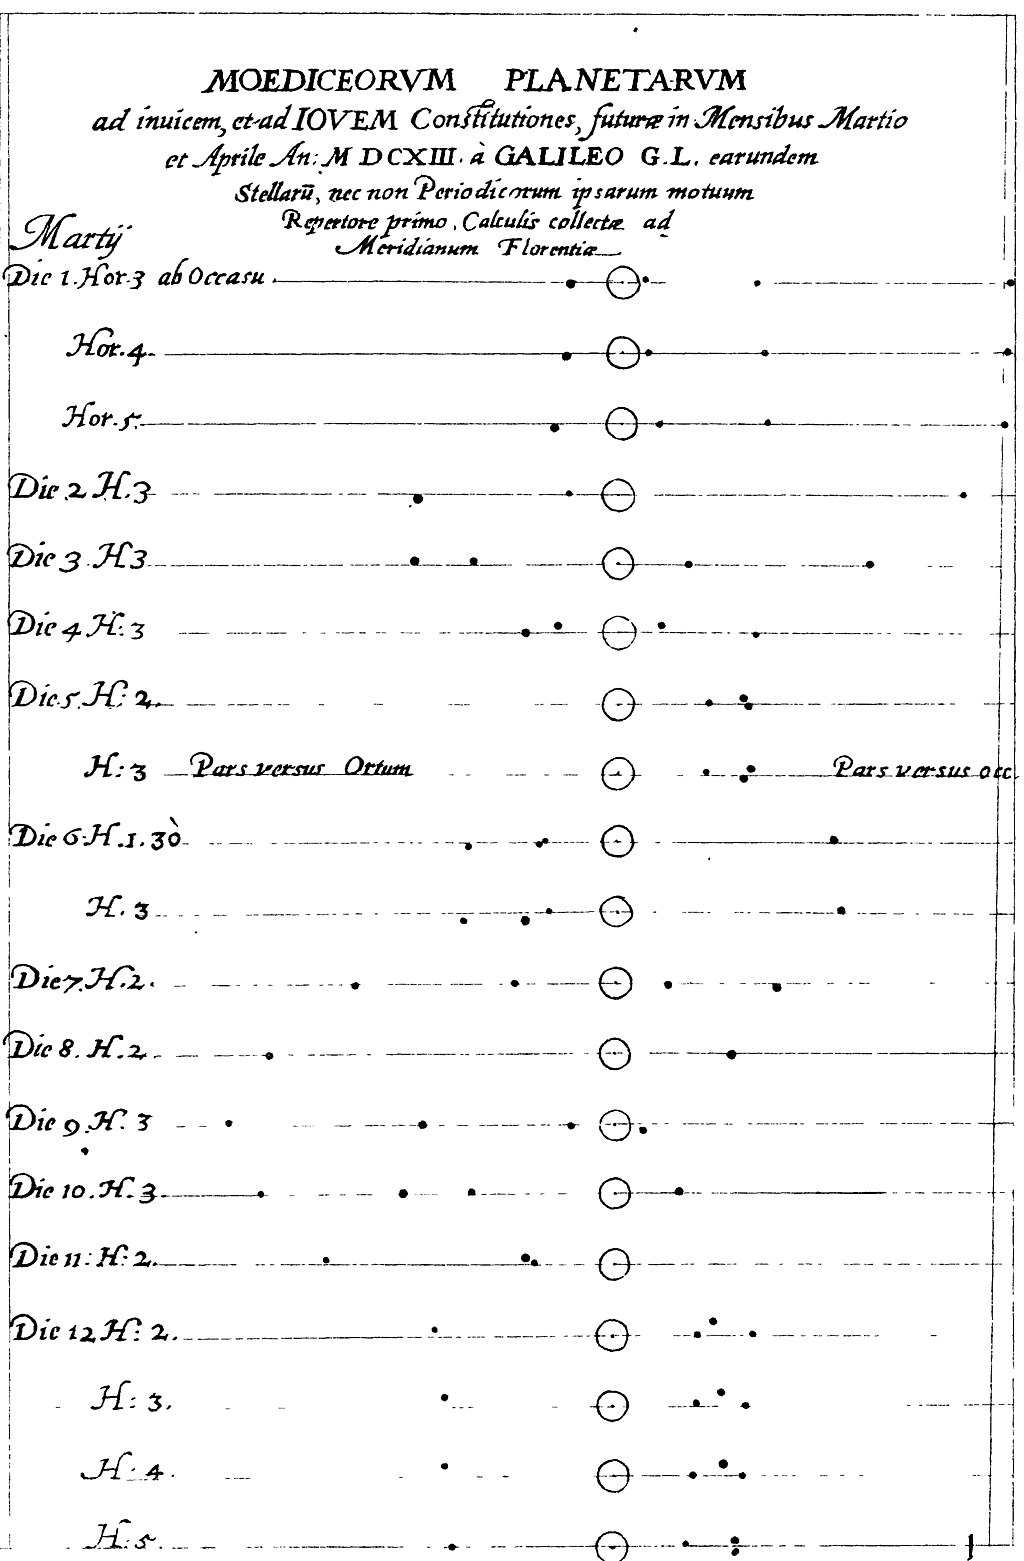 MOEDICEORVM PLANETARVM
ad inuicem, et ad IOVEM Constitutiones, futuræ in Mensibus Martio
et Aprile An: M DCXIII. à GALILEO G.L. earundem
Stellarū, nec non Periodicorum ipsarum motuum
Repertore primo, Calculis collectæ ad
Meridianum Florentiæ
Martij
Die 1. Hor. 3 ab Occasu.
Hor. 4.
Hor. 5.
Die 2 H. 3
Die 3. H 3
Die 4 H: 3
Die 5. H: 2.
H: 3 Pars versus Ortum Pars versus occ.
Die 6 H. 1. 30
H. 3
Die 7. H. 2.
Die 8. H. 2.
Die 9. H. 3
Die 10. H. 3
Die 11: H: 2.
Die 12 H: 2.
H: 3.
H: 4.
H: 5.